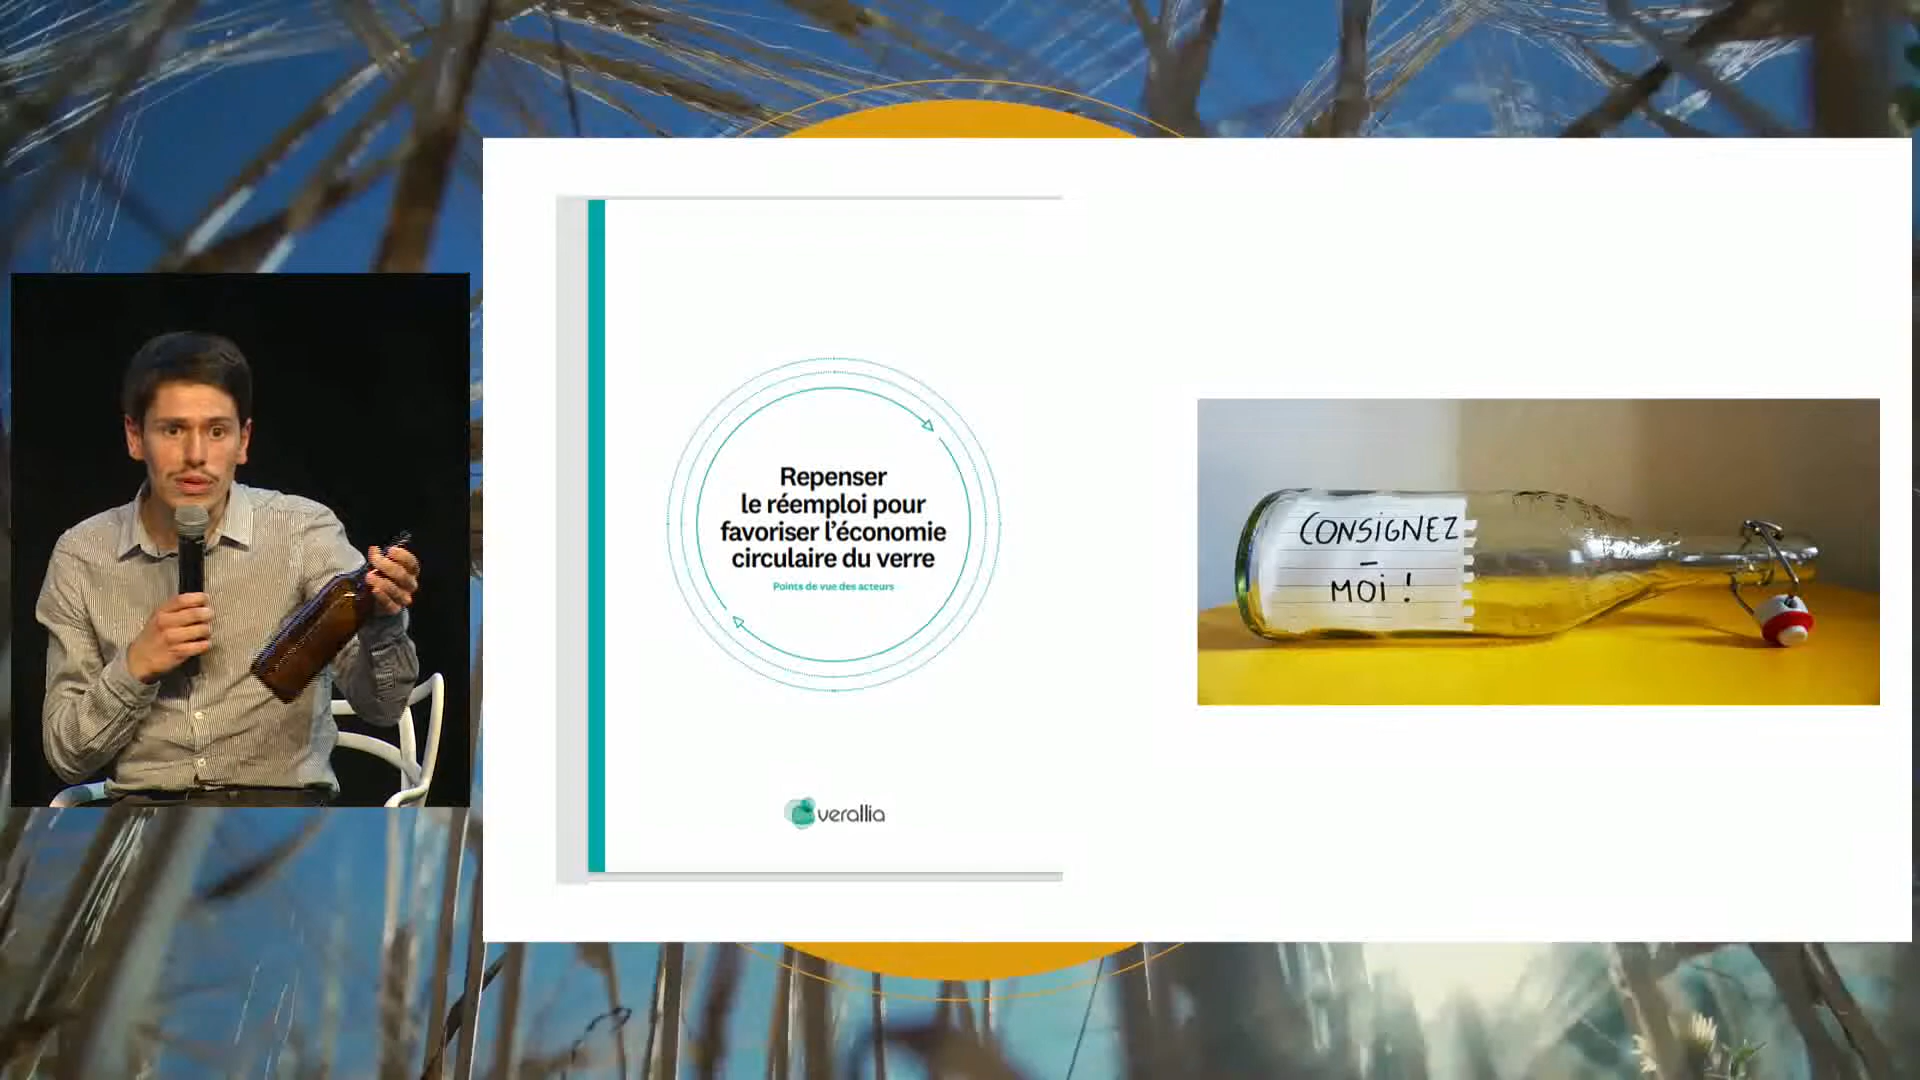 Repenser
le réemploi pour
favoriser l'économie
circulaire du verre
Points de vue des acteurs
verallia
CONSIGNEZ
-
MOI !